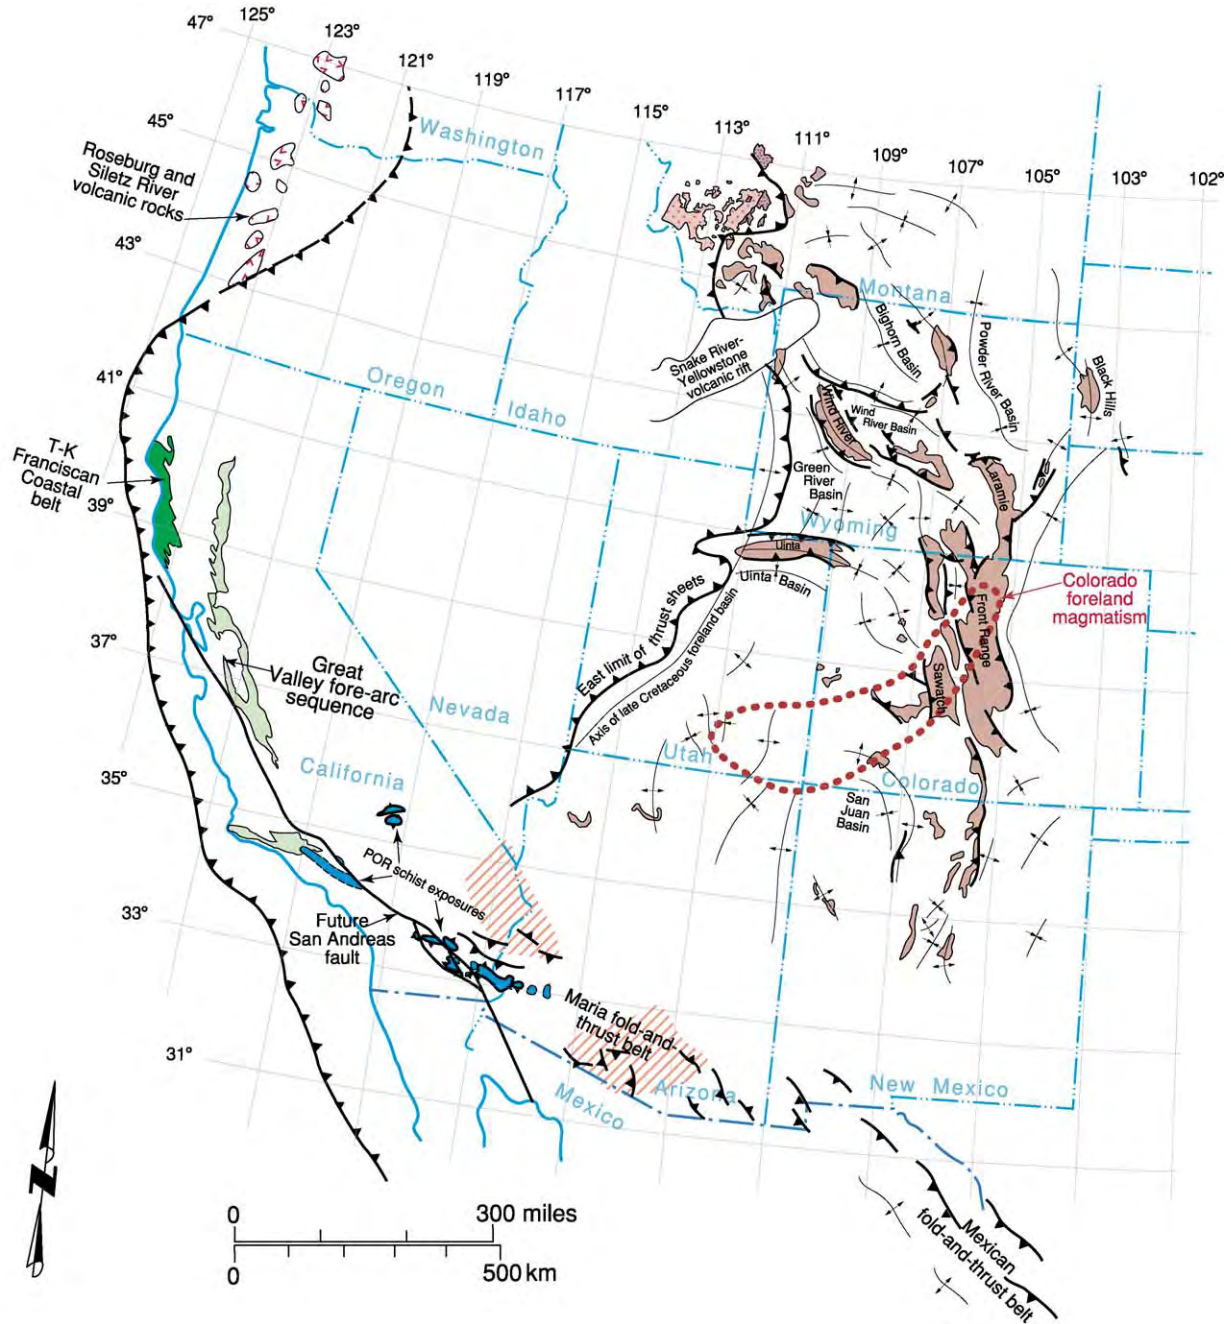 47°
125°
123°
121°
119°
117°
115°
113°
111°
109°
107°
105°
103°
102°
45°
43°
41°
39°
37°
35°
33°
31°
Washington
Roseburg and
Siletz River
volcanic rocks
Montana
Bighorn Basin
Powder River Basin
Black Hills
Snake River-
Yellowstone
volcanic rift
Oregon
Idaho
Wind River
Wind
River Basin
T-K
Franciscan
Coastal
belt
Green
River
Basin
Laramie
Wyoming
Uinta
Uinta Basin
East limit of thrust sheets
Axis of late Cretaceous foreland basin
Colorado
foreland
magmatism
Front Range
Sawatch
Great
Valley fore-arc
sequence
Nevada
Utah
Colorado
California
San
Juan
Basin
POR schist exposures
Future
San Andreas
fault
Maria fold-and-
thrust belt
Arizona
New Mexico
Mexico
Mexican
fold-and-thrust belt
N
0
300 miles
0
500 km